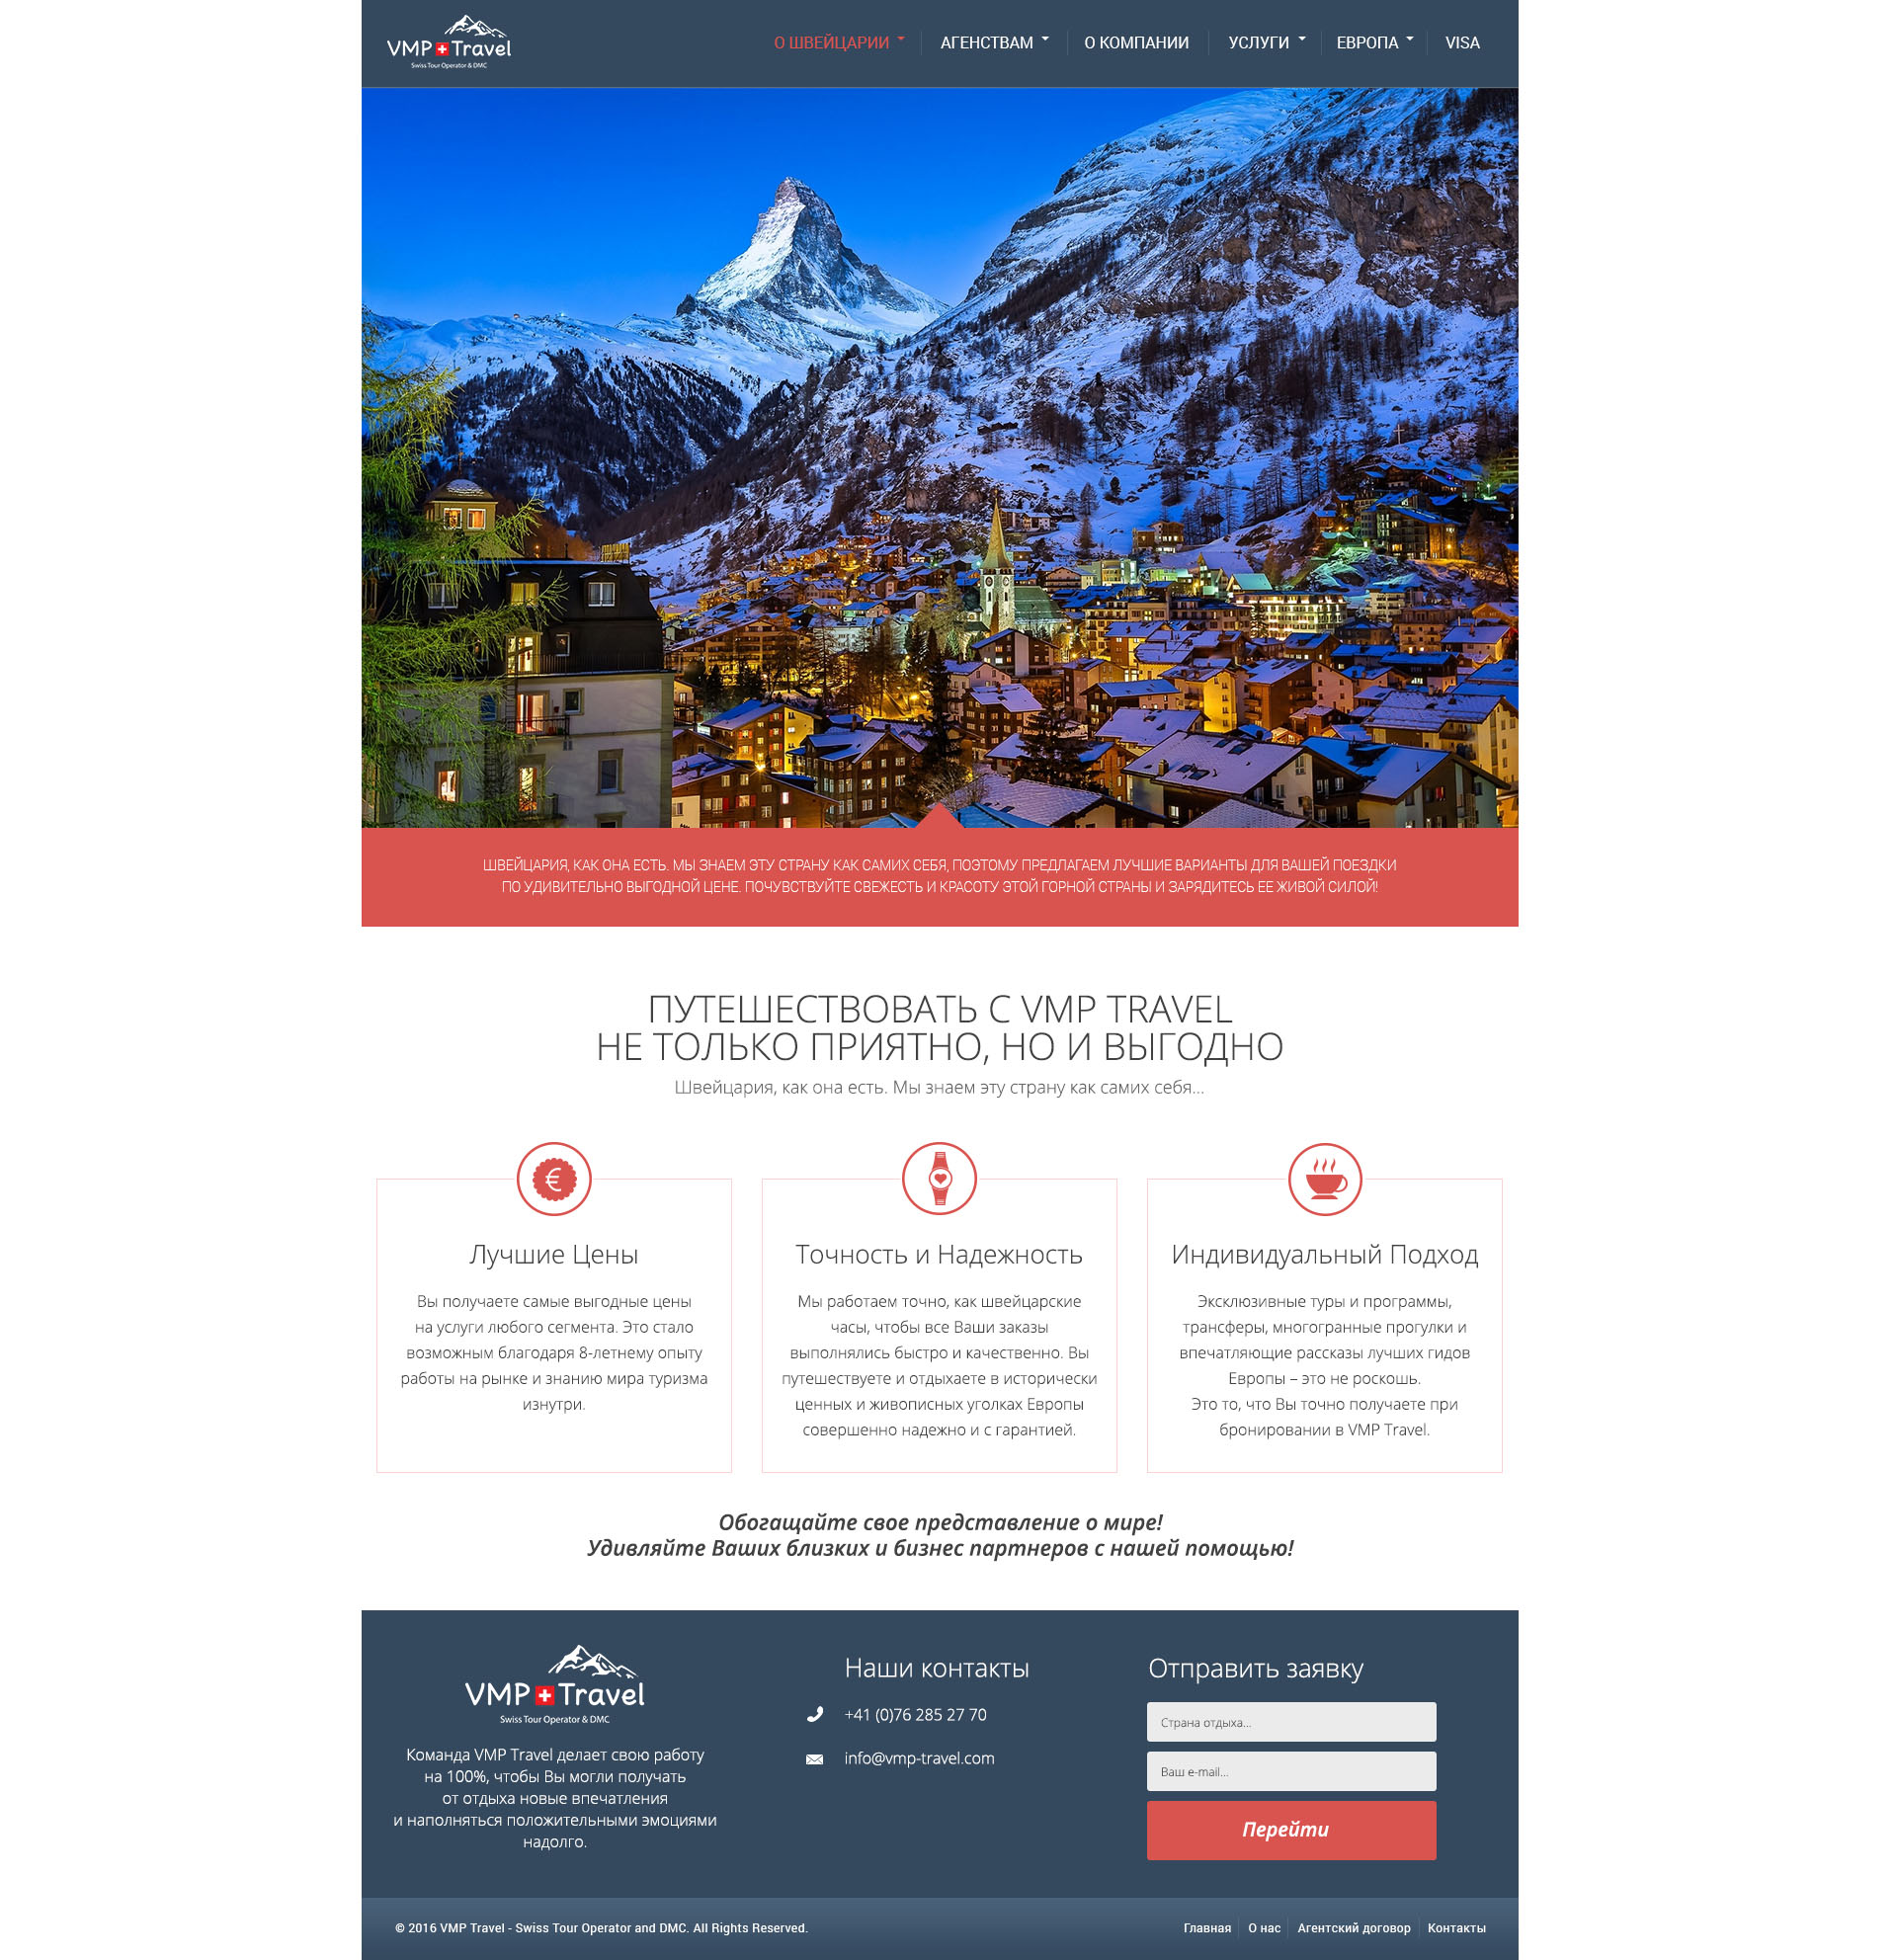 VMP Travel
Swiss Tour Operator & DMC
О ШВЕЙЦАРИИ
АГЕНСТВАМ
О КОМПАНИИ
УСЛУГИ
ЕВРОПА
VISA
ШВЕЙЦАРИЯ, КАК ОНА ЕСТЬ. МЫ ЗНАЕМ ЭТУ СТРАНУ КАК САМИХ СЕБЯ, ПОЭТОМУ ПРЕДЛАГАЕМ ЛУЧШИЕ ВАРИАНТЫ ДЛЯ ВАШЕЙ ПОЕЗДКИ
ПО УДИВИТЕЛЬНО ВЫГОДНОЙ ЦЕНЕ. ПОЧУВСТВУЙТЕ СВЕЖЕСТЬ И КРАСОТУ ЭТОЙ ГОРНОЙ СТРАНЫ И ЗАРЯДИТЕСЬ ЕЕ ЖИВОЙ СИЛОЙ!
ПУТЕШЕСТВОВАТЬ С VMP TRAVEL
НЕ ТОЛЬКО ПРИЯТНО, НО И ВЫГОДНО
Швейцария, как она есть. Мы знаем эту страну как самих себя...
€
Лучшие Цены
Вы получаете самые выгодные цены
на услуги любого сегмента. Это стало
возможным благодаря 8-летнему опыту
работы на рынке и знанию мира туризма
изнутри.
Точность и Надежность
Мы работаем точно, как швейцарские
часы, чтобы все Ваши заказы
выполнялись быстро и качественно. Вы
путешествуете и отдыхаете в исторически
ценных и живописных уголках Европы
совершенно надежно и с гарантией.
Индивидуальный Подход
Эксклюзивные туры и программы,
трансферы, многогранные прогулки и
впечатляющие рассказы лучших гидов
Европы – это не роскошь.
Это то, что Вы точно получаете при
бронировании в VMP Travel.
Обогащайте свое представление о мире!
Удивляйте Ваших близких и бизнес партнеров с нашей помощью!
VMP Travel
Swiss Tour Operator & DMC
Команда VMP Travel делает свою работу
на 100%, чтобы Вы могли получать
от отдыха новые впечатления
и наполняться положительными эмоциями
надолго.
Наши контакты
+41 (0)76 285 27 70
info@vmp-travel.com
Отправить заявку
Страна отдыха...
Ваш e-mail...
Перейти
© 2016 VMP Travel - Swiss Tour Operator and DMC. All Rights Reserved.
Главная
О нас
Агентский договор
Контакты